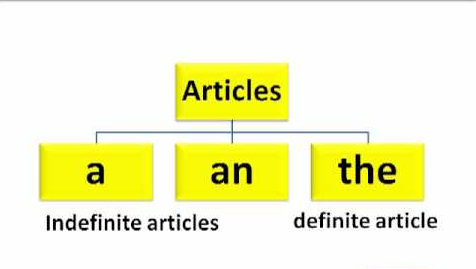 Articles
a an the
Indefinite articles definite article